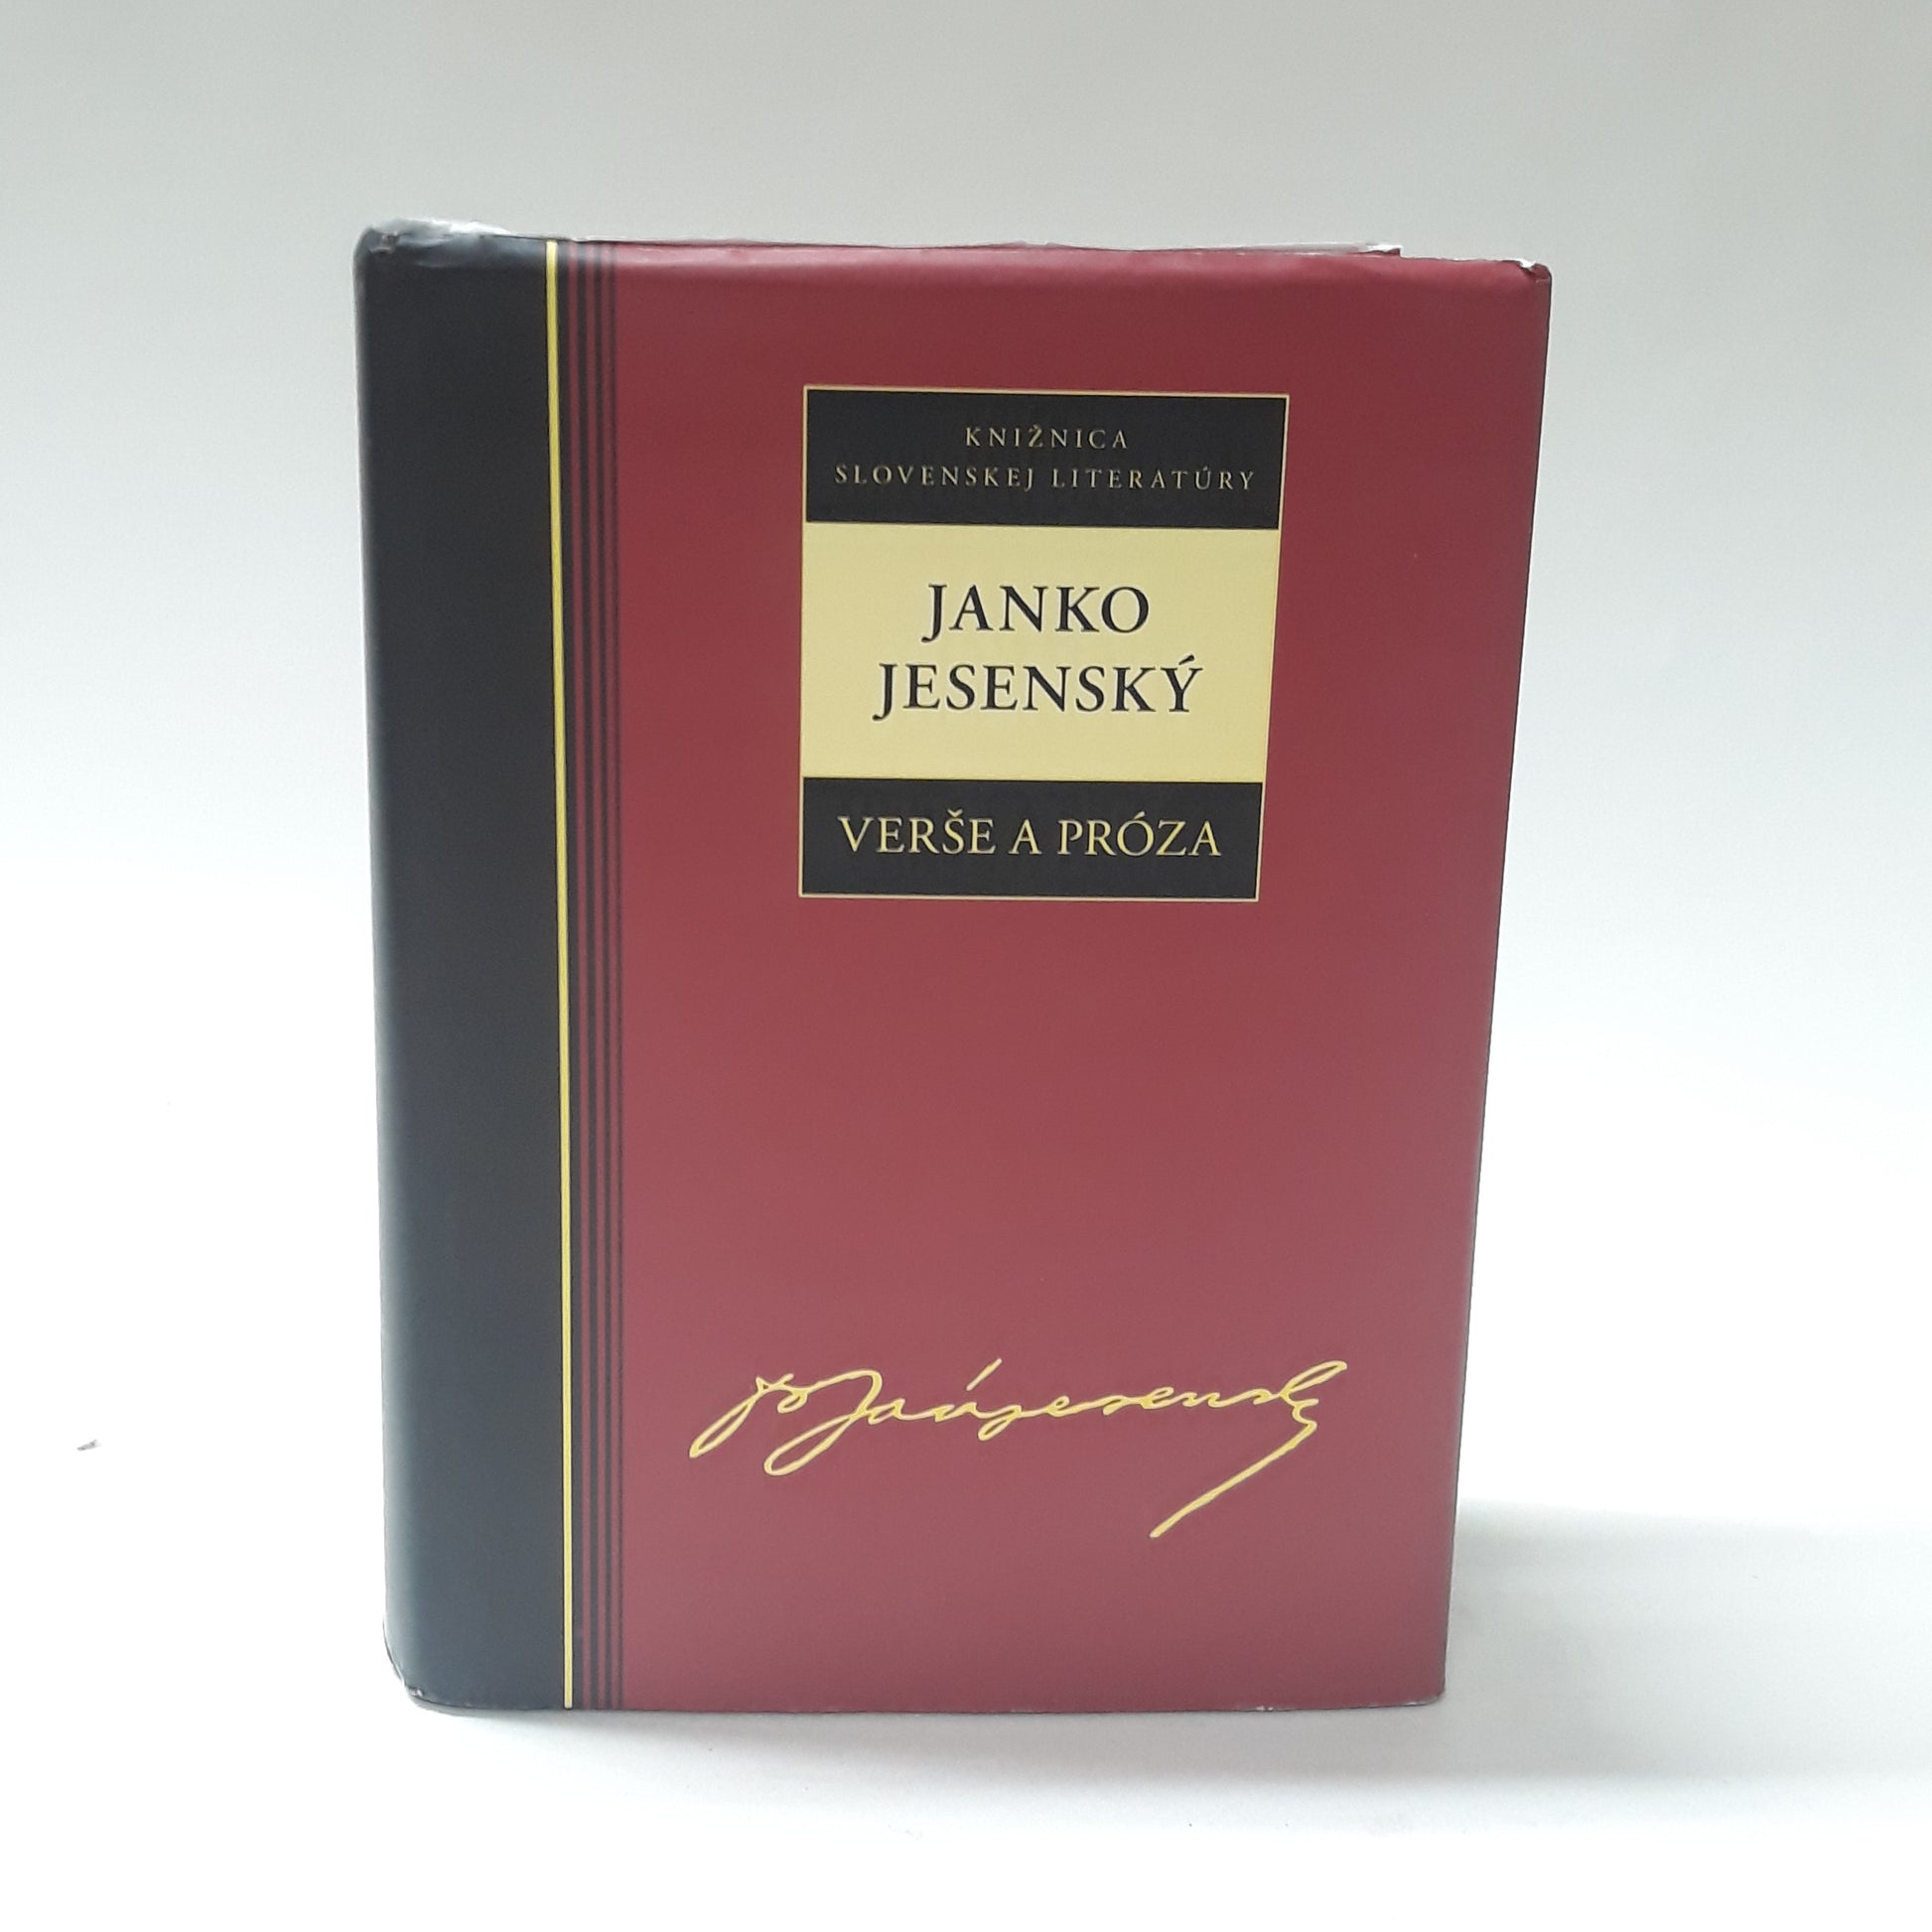 KNIŽNICA
SLOVENSKEJ LITERATÚRY
JANKO
JESENSKÝ
VERŠE A PRÓZA